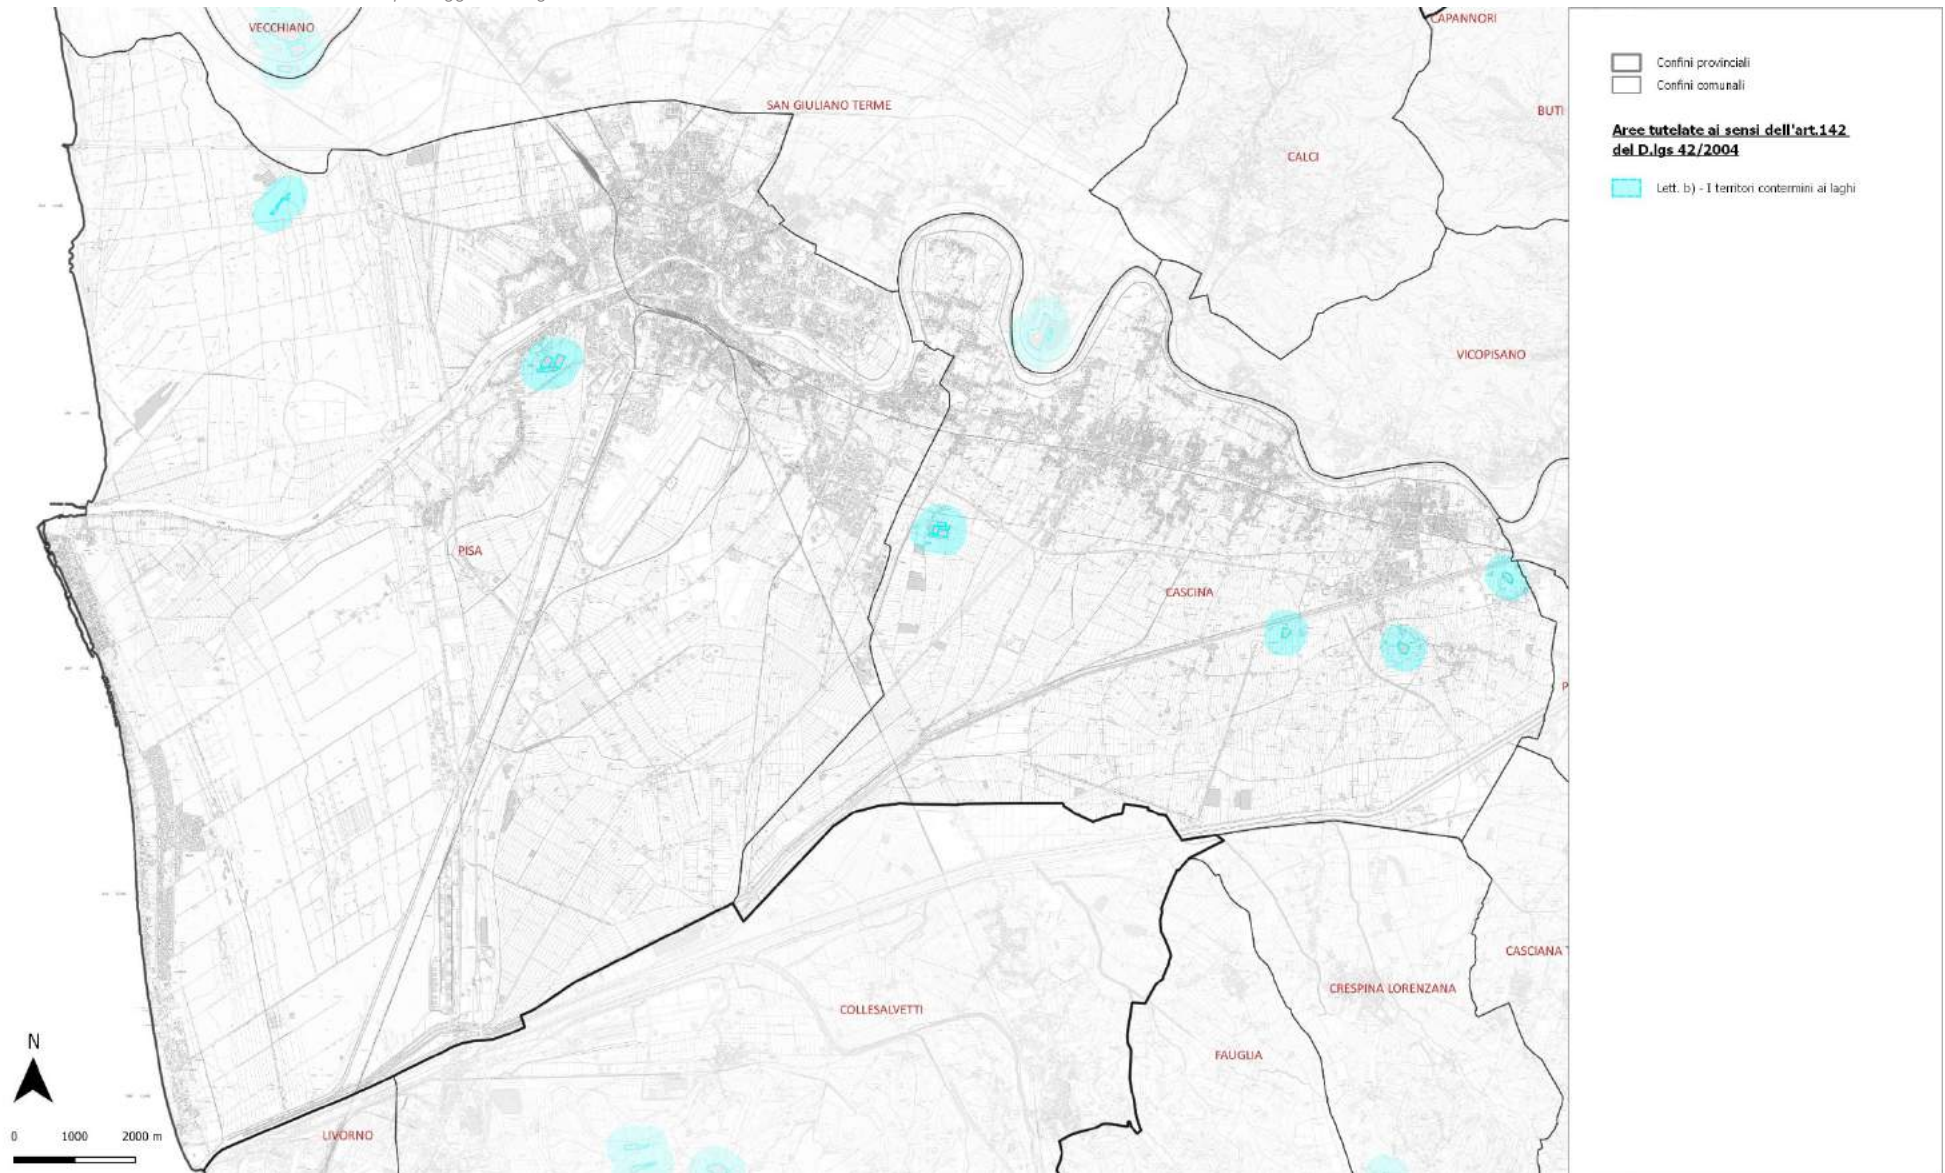 VECCHIANO
CAPANNORI
SAN GIULIANO TERME
BUTI
CALCI
VICOPISANO
PISA
CASCINA
P
COLLESALVETTI
CASCIANA T
CRESPINA LORENZANA
FAUGLIA
LIVORNO
N
0 1000 2000 m
Confini provinciali
Confini comunali
Aree tutelate ai sensi dell'art.142
del D.lgs 42/2004
Lett. b) - I territori contermini ai laghi